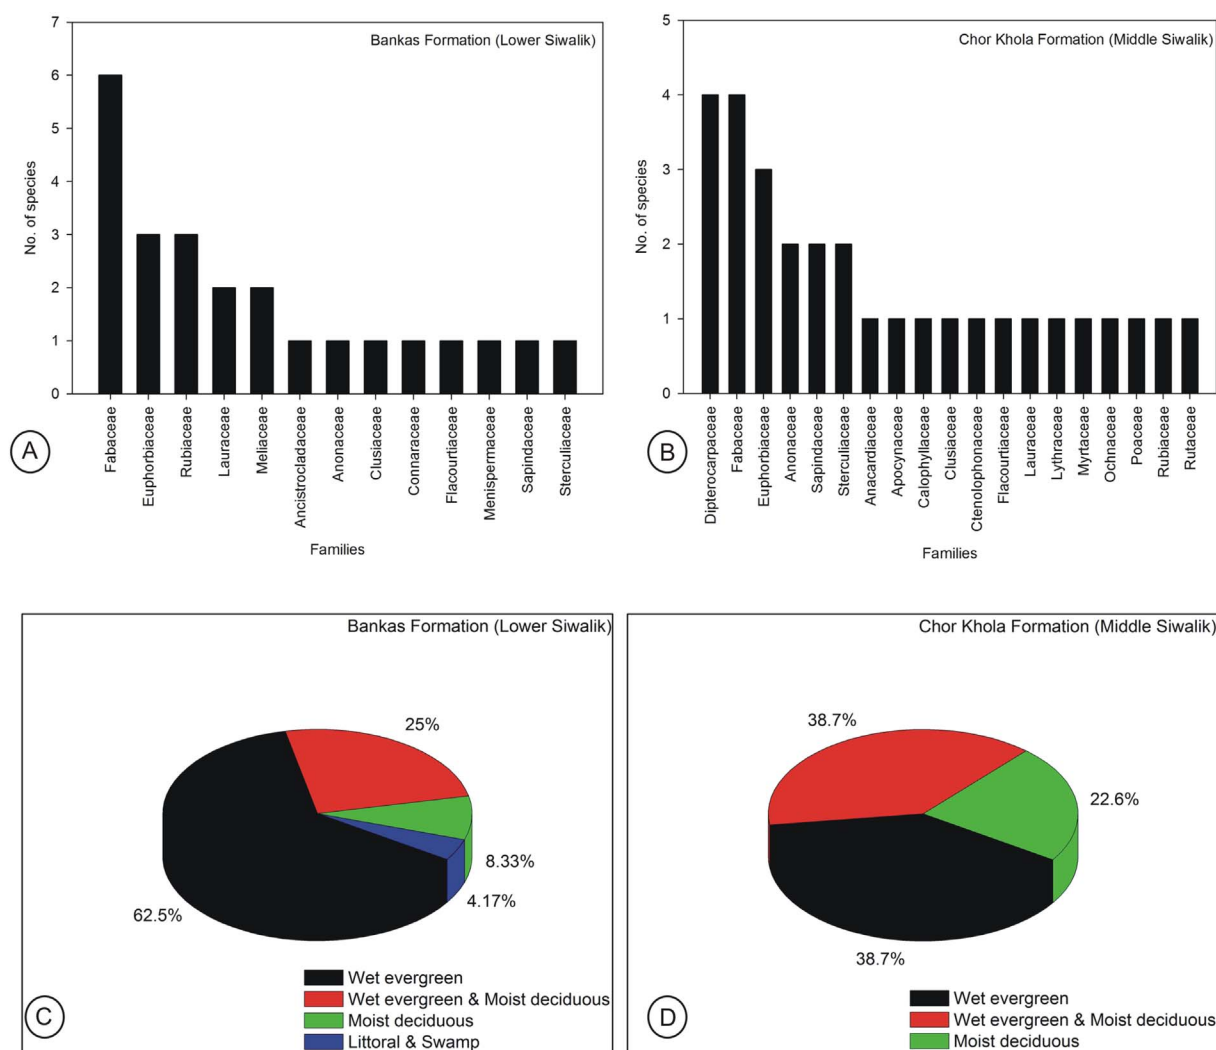 Bankas Formation (Lower Siwalik)
7
6
5
4
3
2
1
0
No. of species
Fabaceae
Euphorbiaceae
Rubiaceae
Lauraceae
Meliaceae
Ancistrocladaceae
Anonaceae
Clusiaceae
Connaraceae
Flacourtiaceae
Menispermaceae
Sapindaceae
Sterculiaceae
Families
A
Chor Khola Formation (Middle Siwalik)
5
4
3
2
1
0
No. of species
Dipterocarpaceae
Fabaceae
Euphorbiaceae
Anonaceae
Sapindaceae
Sterculiaceae
Anacardiaceae
Apocynaceae
Calophyllaceae
Clusiaceae
Ctenolophonaceae
Flacourtiaceae
Lauraceae
Lythraceae
Myrtaceae
Ochnaceae
Poaceae
Rubiaceae
Rutaceae
Families
B
Bankas Formation (Lower Siwalik)
25%
8.33%
4.17%
62.5%
Wet evergreen
Wet evergreen & Moist deciduous
Moist deciduous
Littoral & Swamp
C
Chor Khola Formation (Middle Siwalik)
38.7%
22.6%
38.7%
Wet evergreen
Wet evergreen & Moist deciduous
Moist deciduous
D